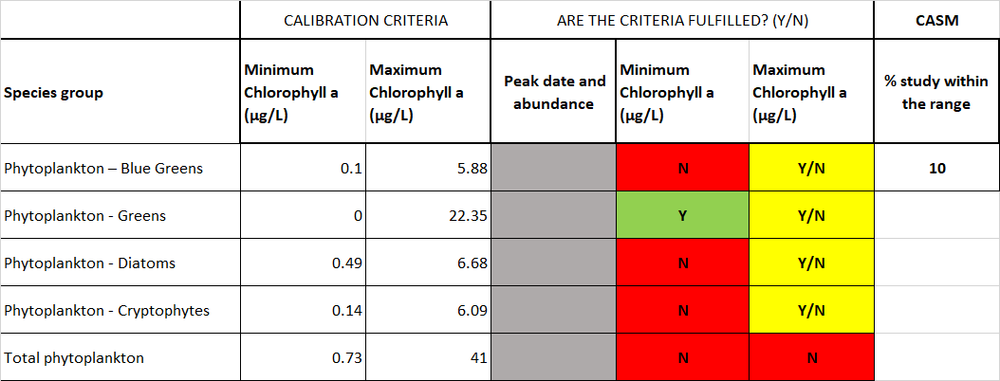 CALIBRATION CRITERIA ARE THE CRITERIA FULFILLED? (Y/N) CASM
Species group
Minimum
Chlorophyll a
(µg/L)
Maximum
Chlorophyll a
(µg/L)
Peak date and
abundance
Minimum
Chlorophyll a
(µg/L)
Maximum
Chlorophyll a
(µg/L)
% study within
the range
Phytoplankton – Blue Greens 0.1 5.88 N Y/N 10
Phytoplankton - Greens 0 22.35 Y Y/N
Phytoplankton - Diatoms 0.49 6.68 N Y/N
Phytoplankton - Cryptophytes 0.14 6.09 N Y/N
Total phytoplankton 0.73 41 N N